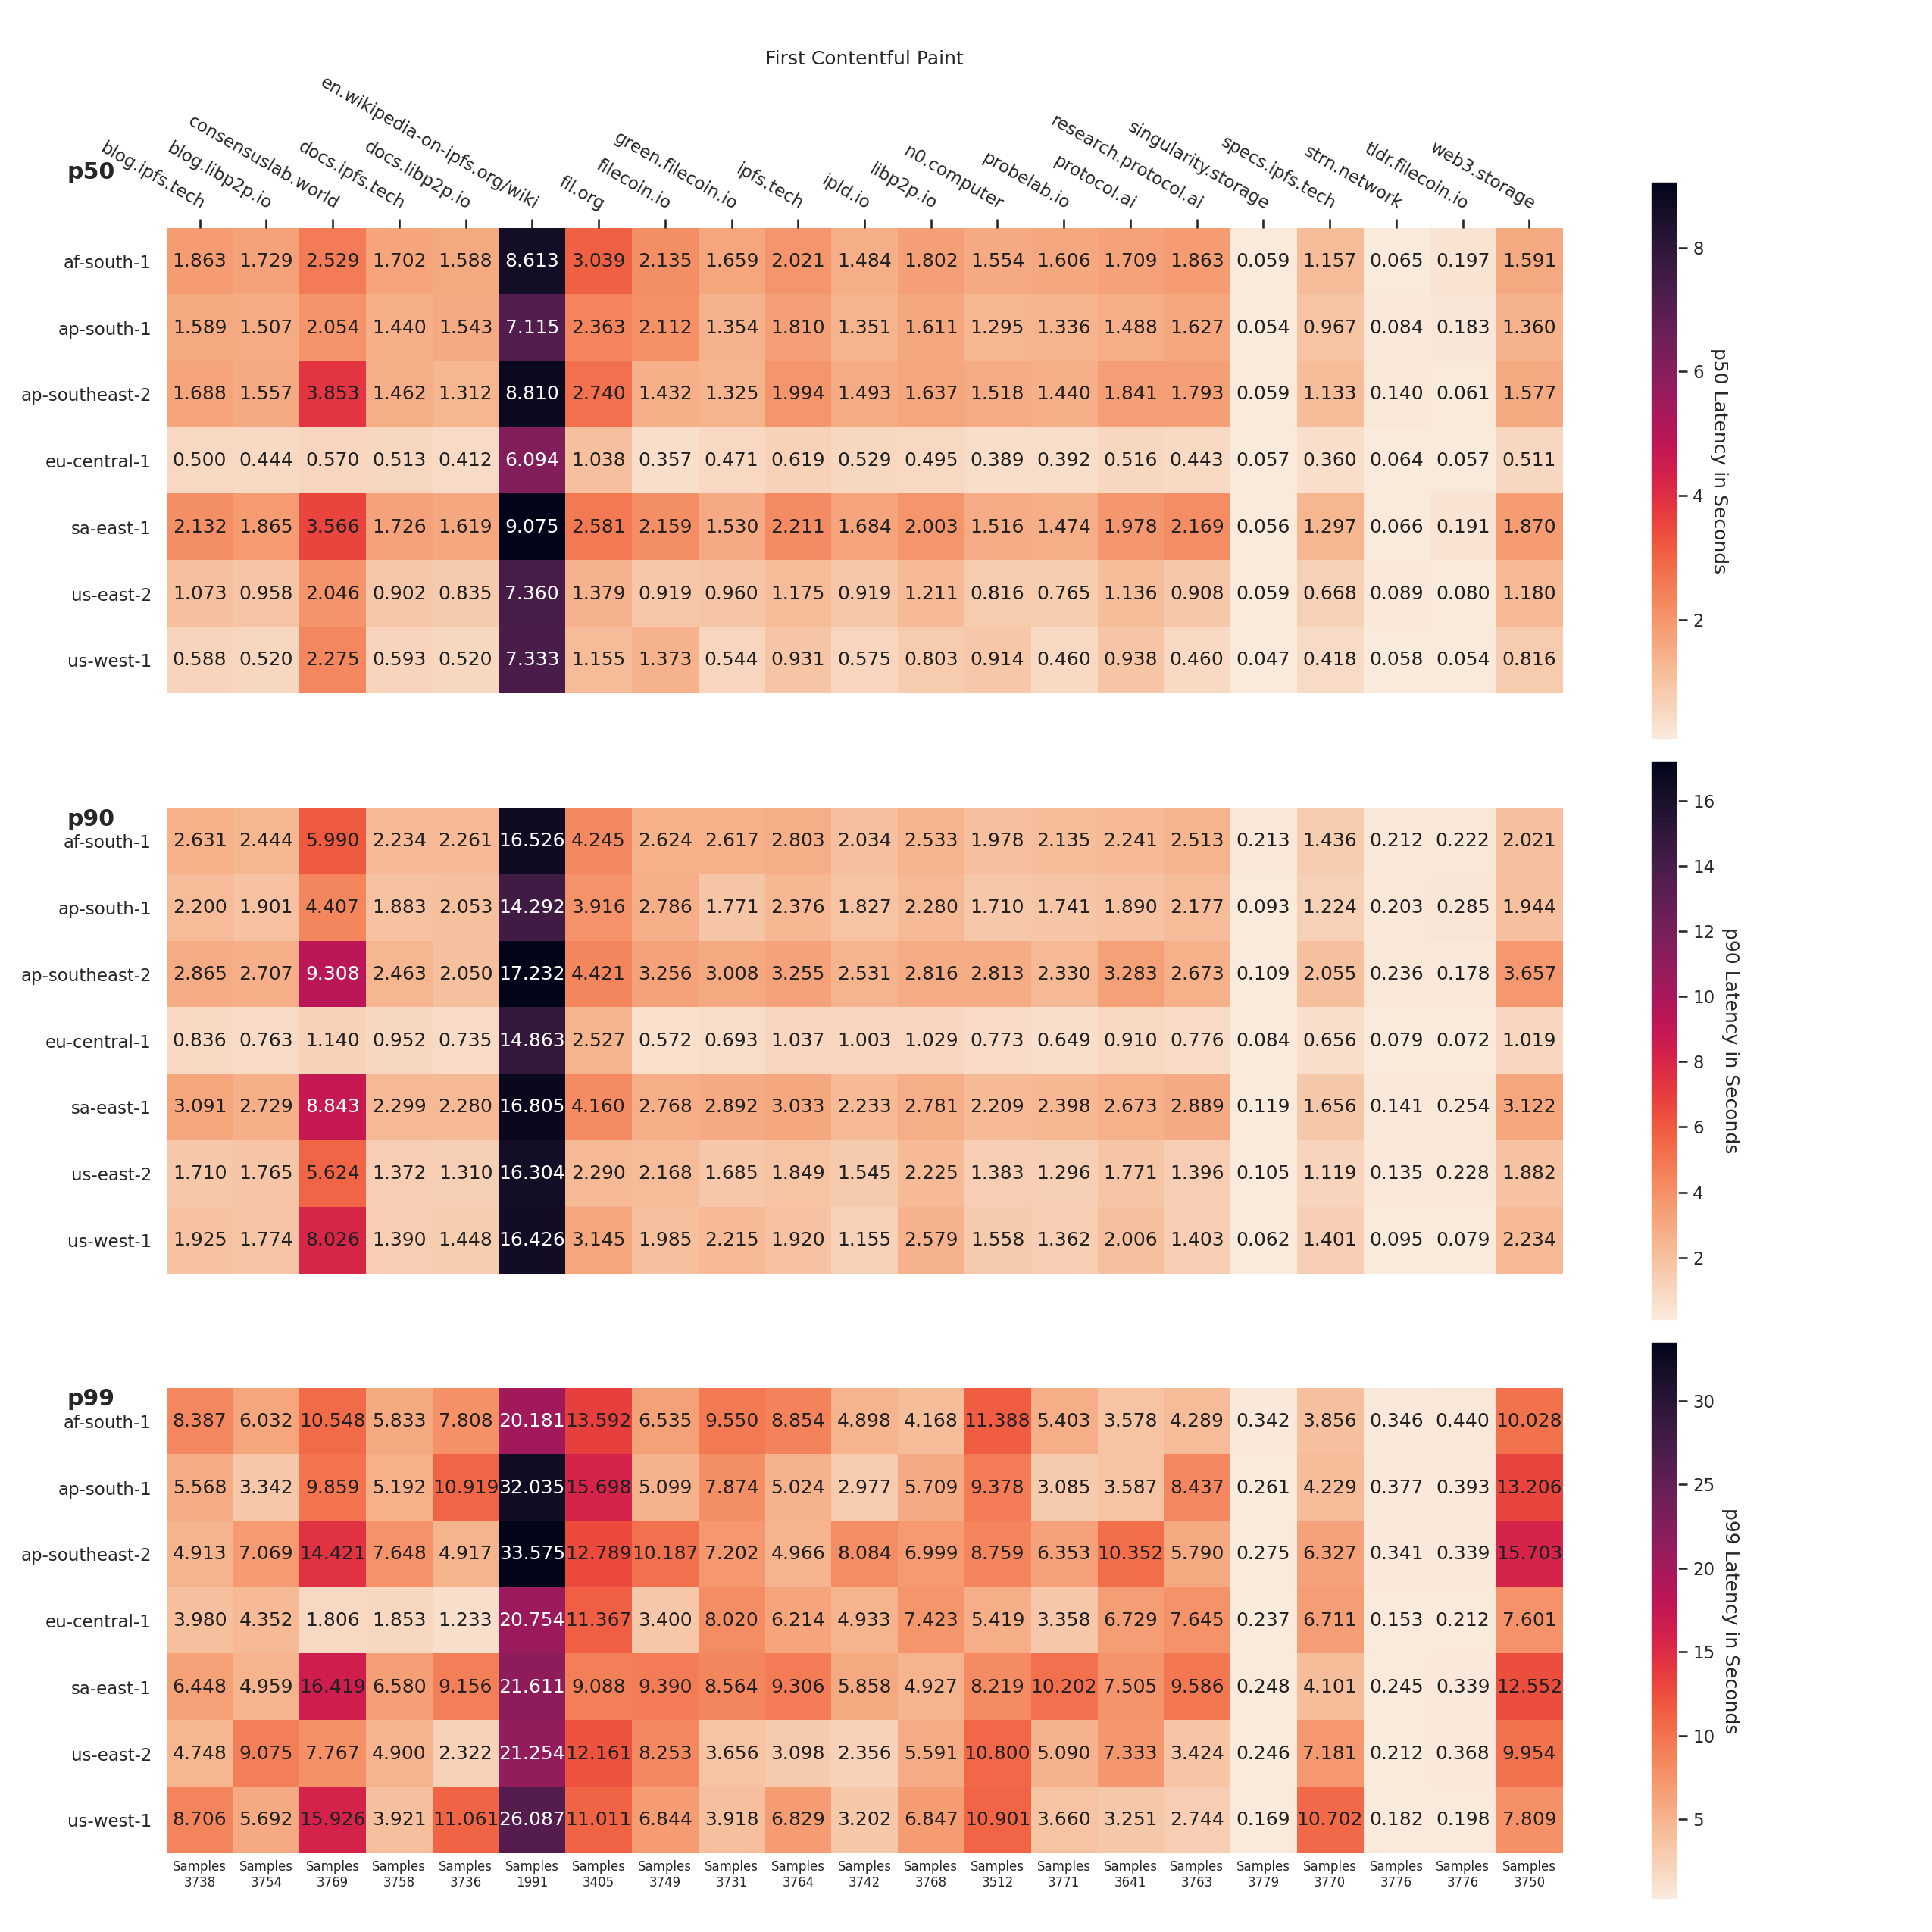 First Contentful Paint
p50
blog.ipfs.tech
blog.libp2p.io
consensuslab.world
docs.ipfs.tech
docs.libp2p.io
en.wikipedia-on-ipfs.org/wiki
fil.org
filecoin.io
green.filecoin.io
ipfs.tech
ipld.io
libp2p.io
n0.computer
probelab.io
protocol.ai
research.protocol.ai
singularity.storage
specs.ipfs.tech
strn.network
tldr.filecoin.io
web3.storage
af-south-1 1.863 1.729 2.529 1.702 1.588 8.613 3.039 2.135 1.659 2.021 1.484 1.802 1.554 1.606 1.709 1.863 0.059 1.157 0.065 0.197 1.591
ap-south-1 1.589 1.507 2.054 1.440 1.543 7.115 2.363 2.112 1.354 1.810 1.351 1.611 1.295 1.336 1.488 1.627 0.054 0.967 0.084 0.183 1.360
ap-southeast-2 1.688 1.557 3.853 1.462 1.312 8.810 2.740 1.432 1.325 1.994 1.493 1.637 1.518 1.440 1.841 1.793 0.059 1.133 0.140 0.061 1.577
eu-central-1 0.500 0.444 0.570 0.513 0.412 6.094 1.038 0.357 0.471 0.619 0.529 0.495 0.389 0.392 0.516 0.443 0.057 0.360 0.064 0.057 0.511
sa-east-1 2.132 1.865 3.566 1.726 1.619 9.075 2.581 2.159 1.530 2.211 1.684 2.003 1.516 1.474 1.978 2.169 0.056 1.297 0.066 0.191 1.870
us-east-2 1.073 0.958 2.046 0.902 0.835 7.360 1.379 0.919 0.960 1.175 0.919 1.211 0.816 0.765 1.136 0.908 0.059 0.668 0.089 0.080 1.180
us-west-1 0.588 0.520 2.275 0.593 0.520 7.333 1.155 1.373 0.544 0.931 0.575 0.803 0.914 0.460 0.938 0.460 0.047 0.418 0.058 0.054 0.816
8
6
4
2
p50 Latency in Seconds
p90
af-south-1 2.631 2.444 5.990 2.234 2.261 16.526 4.245 2.624 2.617 2.803 2.034 2.533 1.978 2.135 2.241 2.513 0.213 1.436 0.212 0.222 2.021
ap-south-1 2.200 1.901 4.407 1.883 2.053 14.292 3.916 2.786 1.771 2.376 1.827 2.280 1.710 1.741 1.890 2.177 0.093 1.224 0.203 0.285 1.944
ap-southeast-2 2.865 2.707 9.308 2.463 2.050 17.232 4.421 3.256 3.008 3.255 2.531 2.816 2.813 2.330 3.283 2.673 0.109 2.055 0.236 0.178 3.657
eu-central-1 0.836 0.763 1.140 0.952 0.735 14.863 2.527 0.572 0.693 1.037 1.003 1.029 0.773 0.649 0.910 0.776 0.084 0.656 0.079 0.072 1.019
sa-east-1 3.091 2.729 8.843 2.299 2.280 16.805 4.160 2.768 2.892 3.033 2.233 2.781 2.209 2.398 2.673 2.889 0.119 1.656 0.141 0.254 3.122
us-east-2 1.710 1.765 5.624 1.372 1.310 16.304 2.290 2.168 1.685 1.849 1.545 2.225 1.383 1.296 1.771 1.396 0.105 1.119 0.135 0.228 1.882
us-west-1 1.925 1.774 8.026 1.390 1.448 16.426 3.145 1.985 2.215 1.920 1.155 2.579 1.558 1.362 2.006 1.403 0.062 1.401 0.095 0.079 2.234
16
14
12
10
8
6
4
2
p90 Latency in Seconds
p99
af-south-1 8.387 6.032 10.548 5.833 7.808 20.181 13.592 6.535 9.550 8.854 4.898 4.168 11.388 5.403 3.578 4.289 0.342 3.856 0.346 0.440 10.028
ap-south-1 5.568 3.342 9.859 5.192 10.919 32.035 15.698 5.099 7.874 5.024 2.977 5.709 9.378 3.085 3.587 8.437 0.261 4.229 0.377 0.393 13.206
ap-southeast-2 4.913 7.069 14.421 7.648 4.917 33.575 12.789 10.187 7.202 4.966 8.084 6.999 8.759 6.353 10.352 5.790 0.275 6.327 0.341 0.339 15.703
eu-central-1 3.980 4.352 1.806 1.853 1.233 20.754 11.367 3.400 8.020 6.214 4.933 7.423 5.419 3.358 6.729 7.645 0.237 6.711 0.153 0.212 7.601
sa-east-1 6.448 4.959 16.419 6.580 9.156 21.611 9.088 9.390 8.564 9.306 5.858 4.927 8.219 10.202 7.505 9.586 0.248 4.101 0.245 0.339 12.552
us-east-2 4.748 9.075 7.767 4.900 2.322 21.254 12.161 8.253 3.656 3.098 2.356 5.591 10.800 5.090 7.333 3.424 0.246 7.181 0.212 0.368 9.954
us-west-1 8.706 5.692 15.926 3.921 11.061 26.087 11.011 6.844 3.918 6.829 3.202 6.847 10.901 3.660 3.251 2.744 0.169 10.702 0.182 0.198 7.809
Samples Samples Samples Samples Samples Samples Samples Samples Samples Samples Samples Samples Samples Samples Samples Samples Samples Samples Samples Samples Samples
3738 3754 3769 3758 3736 1991 3405 3749 3731 3764 3742 3768 3512 3771 3641 3763 3779 3770 3776 3776 3750
30
25
20
15
10
5
p99 Latency in Seconds